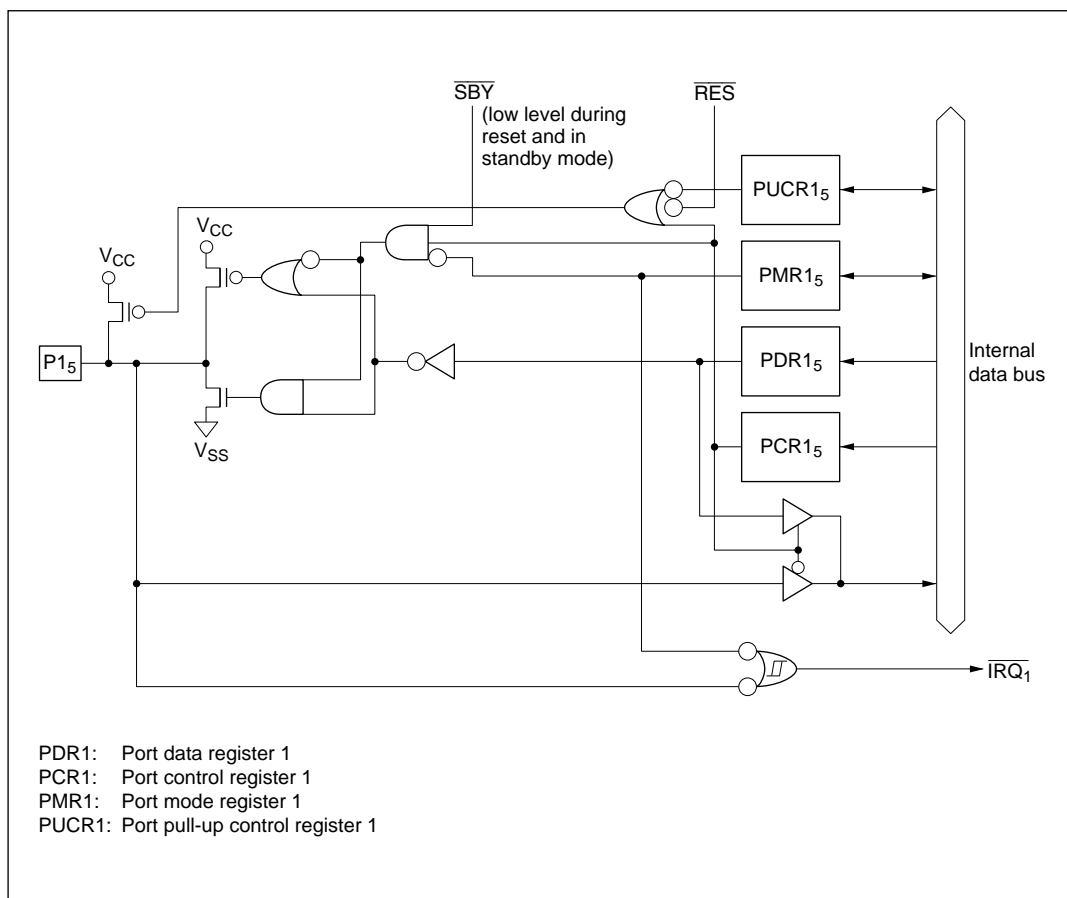 SBY
(low level during
reset and in
standby mode)
RES
PUCR1₅
VCC
VCC
PMR1₅
P1₅
PDR1₅
Internal
data bus
VSS
PCR1₅
IRQ₁
PDR1: Port data register 1
PCR1: Port control register 1
PMR1: Port mode register 1
PUCR1: Port pull-up control register 1